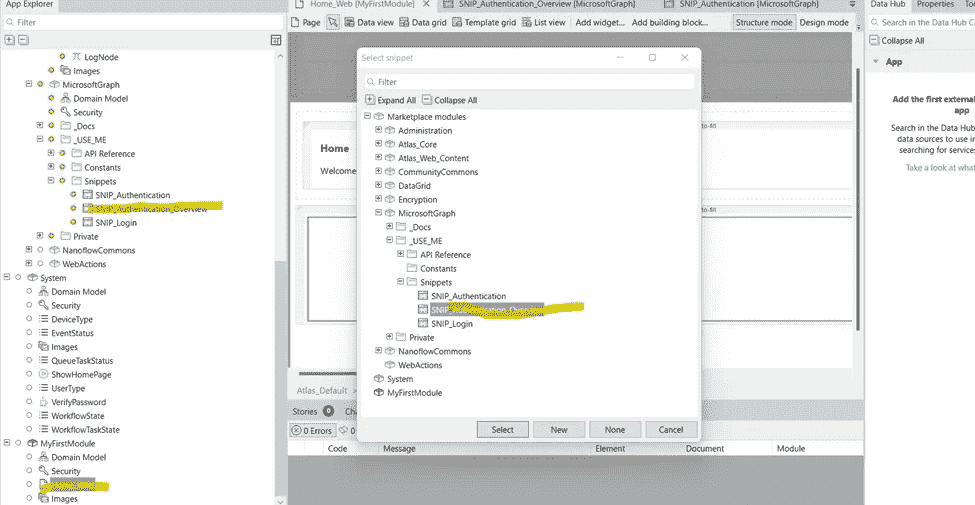 App Explorer
Filter
LogNode
Images
MicrosoftGraph
Domain Model
Security
_Docs
_USE_ME
API Reference
Constants
Snippets
SNIP_Authentication
SNIP_Authentication_Overview
SNIP_Login
Private
NanoflowCommons
WebActions
System
Domain Model
Security
DeviceType
EventStatus
Images
QueueTaskStatus
ShowHomePage
UserType
VerifyPassword
WorkflowState
WorkflowTaskState
MyFirstModule
Domain Model
Security
Images
Home_Web [MyFirstModule]
SNIP_Authentication_Overview [MicrosoftGraph]
SNIP_Authentication [MicrosoftGraph]
Page
Data view
Data grid
Template grid
List view
Add widget...
Add building block...
Structure mode
Design mode
Home
Welcome
to-fill
to-fill
Atlas_Default >
Stories 0 Cha
0 Errors 0
Code Message Element Document Module
Select snippet
Filter
Expand All Collapse All
Marketplace modules
Administration
Atlas_Core
Atlas_Web_Content
CommunityCommons
DataGrid
Encryption
MicrosoftGraph
_Docs
_USE_ME
API Reference
Constants
Snippets
SNIP_Authentication
SNIP_Login
Private
NanoflowCommons
WebActions
System
MyFirstModule
Select New None Cancel
Data Hub Properties To
Search in the Data Hub Ca
Collapse All
App
Add the first external
app
Search in the Data Hub
data sources to use in
searching for services
Take a look at what